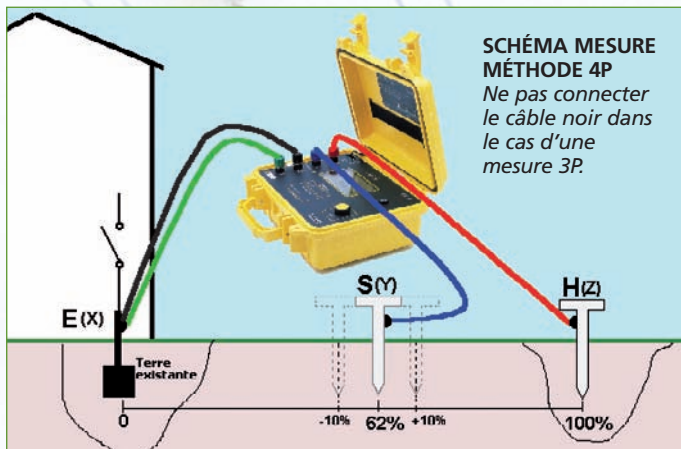 SCHÉMA MESURE
MÉTHODE 4P
Ne pas connecter
le câble noir dans
le cas d'une
mesure 3P.
E (X)
S (Y)
H (Z)
Terre
existante
0
-10%
62%
+10%
100%